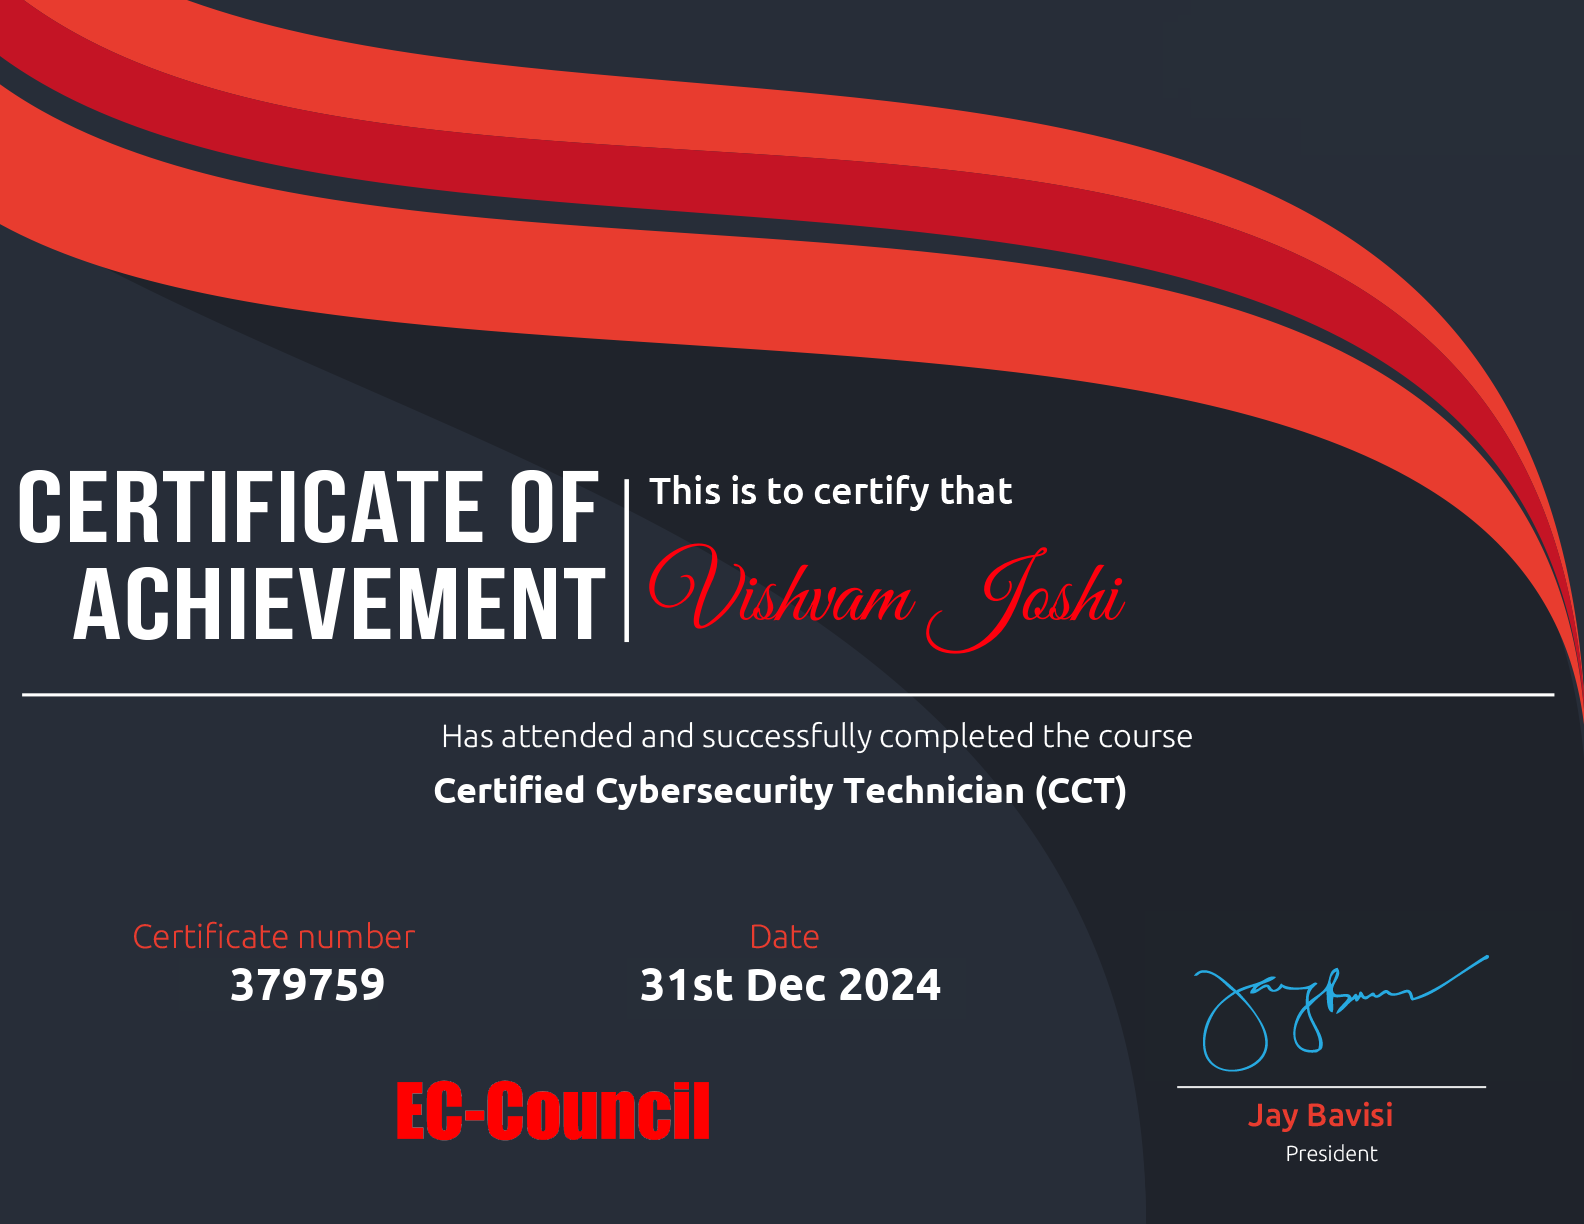 CERTIFICATE OF
ACHIEVEMENT
This is to certify that
Vishvam Joshi
Has attended and successfully completed the course
Certified Cybersecurity Technician (CCT)
Certificate number
379759
Date
31st Dec 2024
EC-Council
Jay Bavisi
President